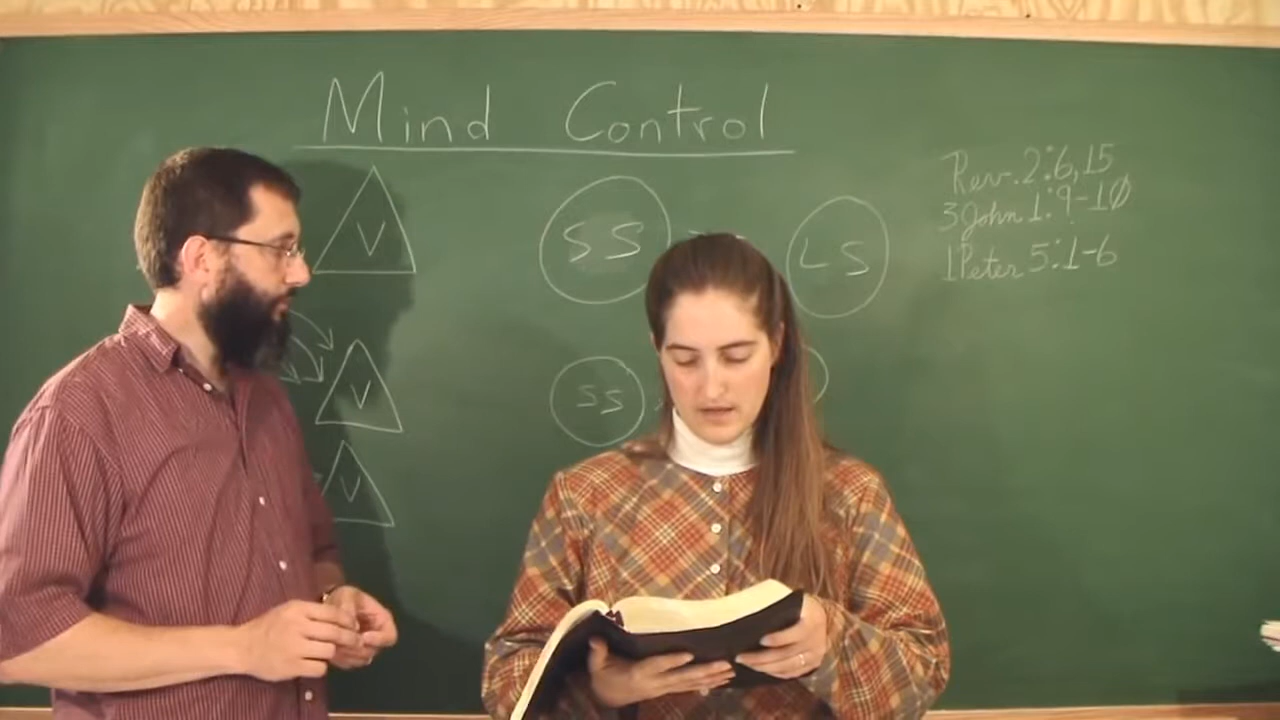 Mind Control
Rev. 2:6,15
3John 1:9-10
1Peter 5:1-6
V
SS
LS
V
SS
V